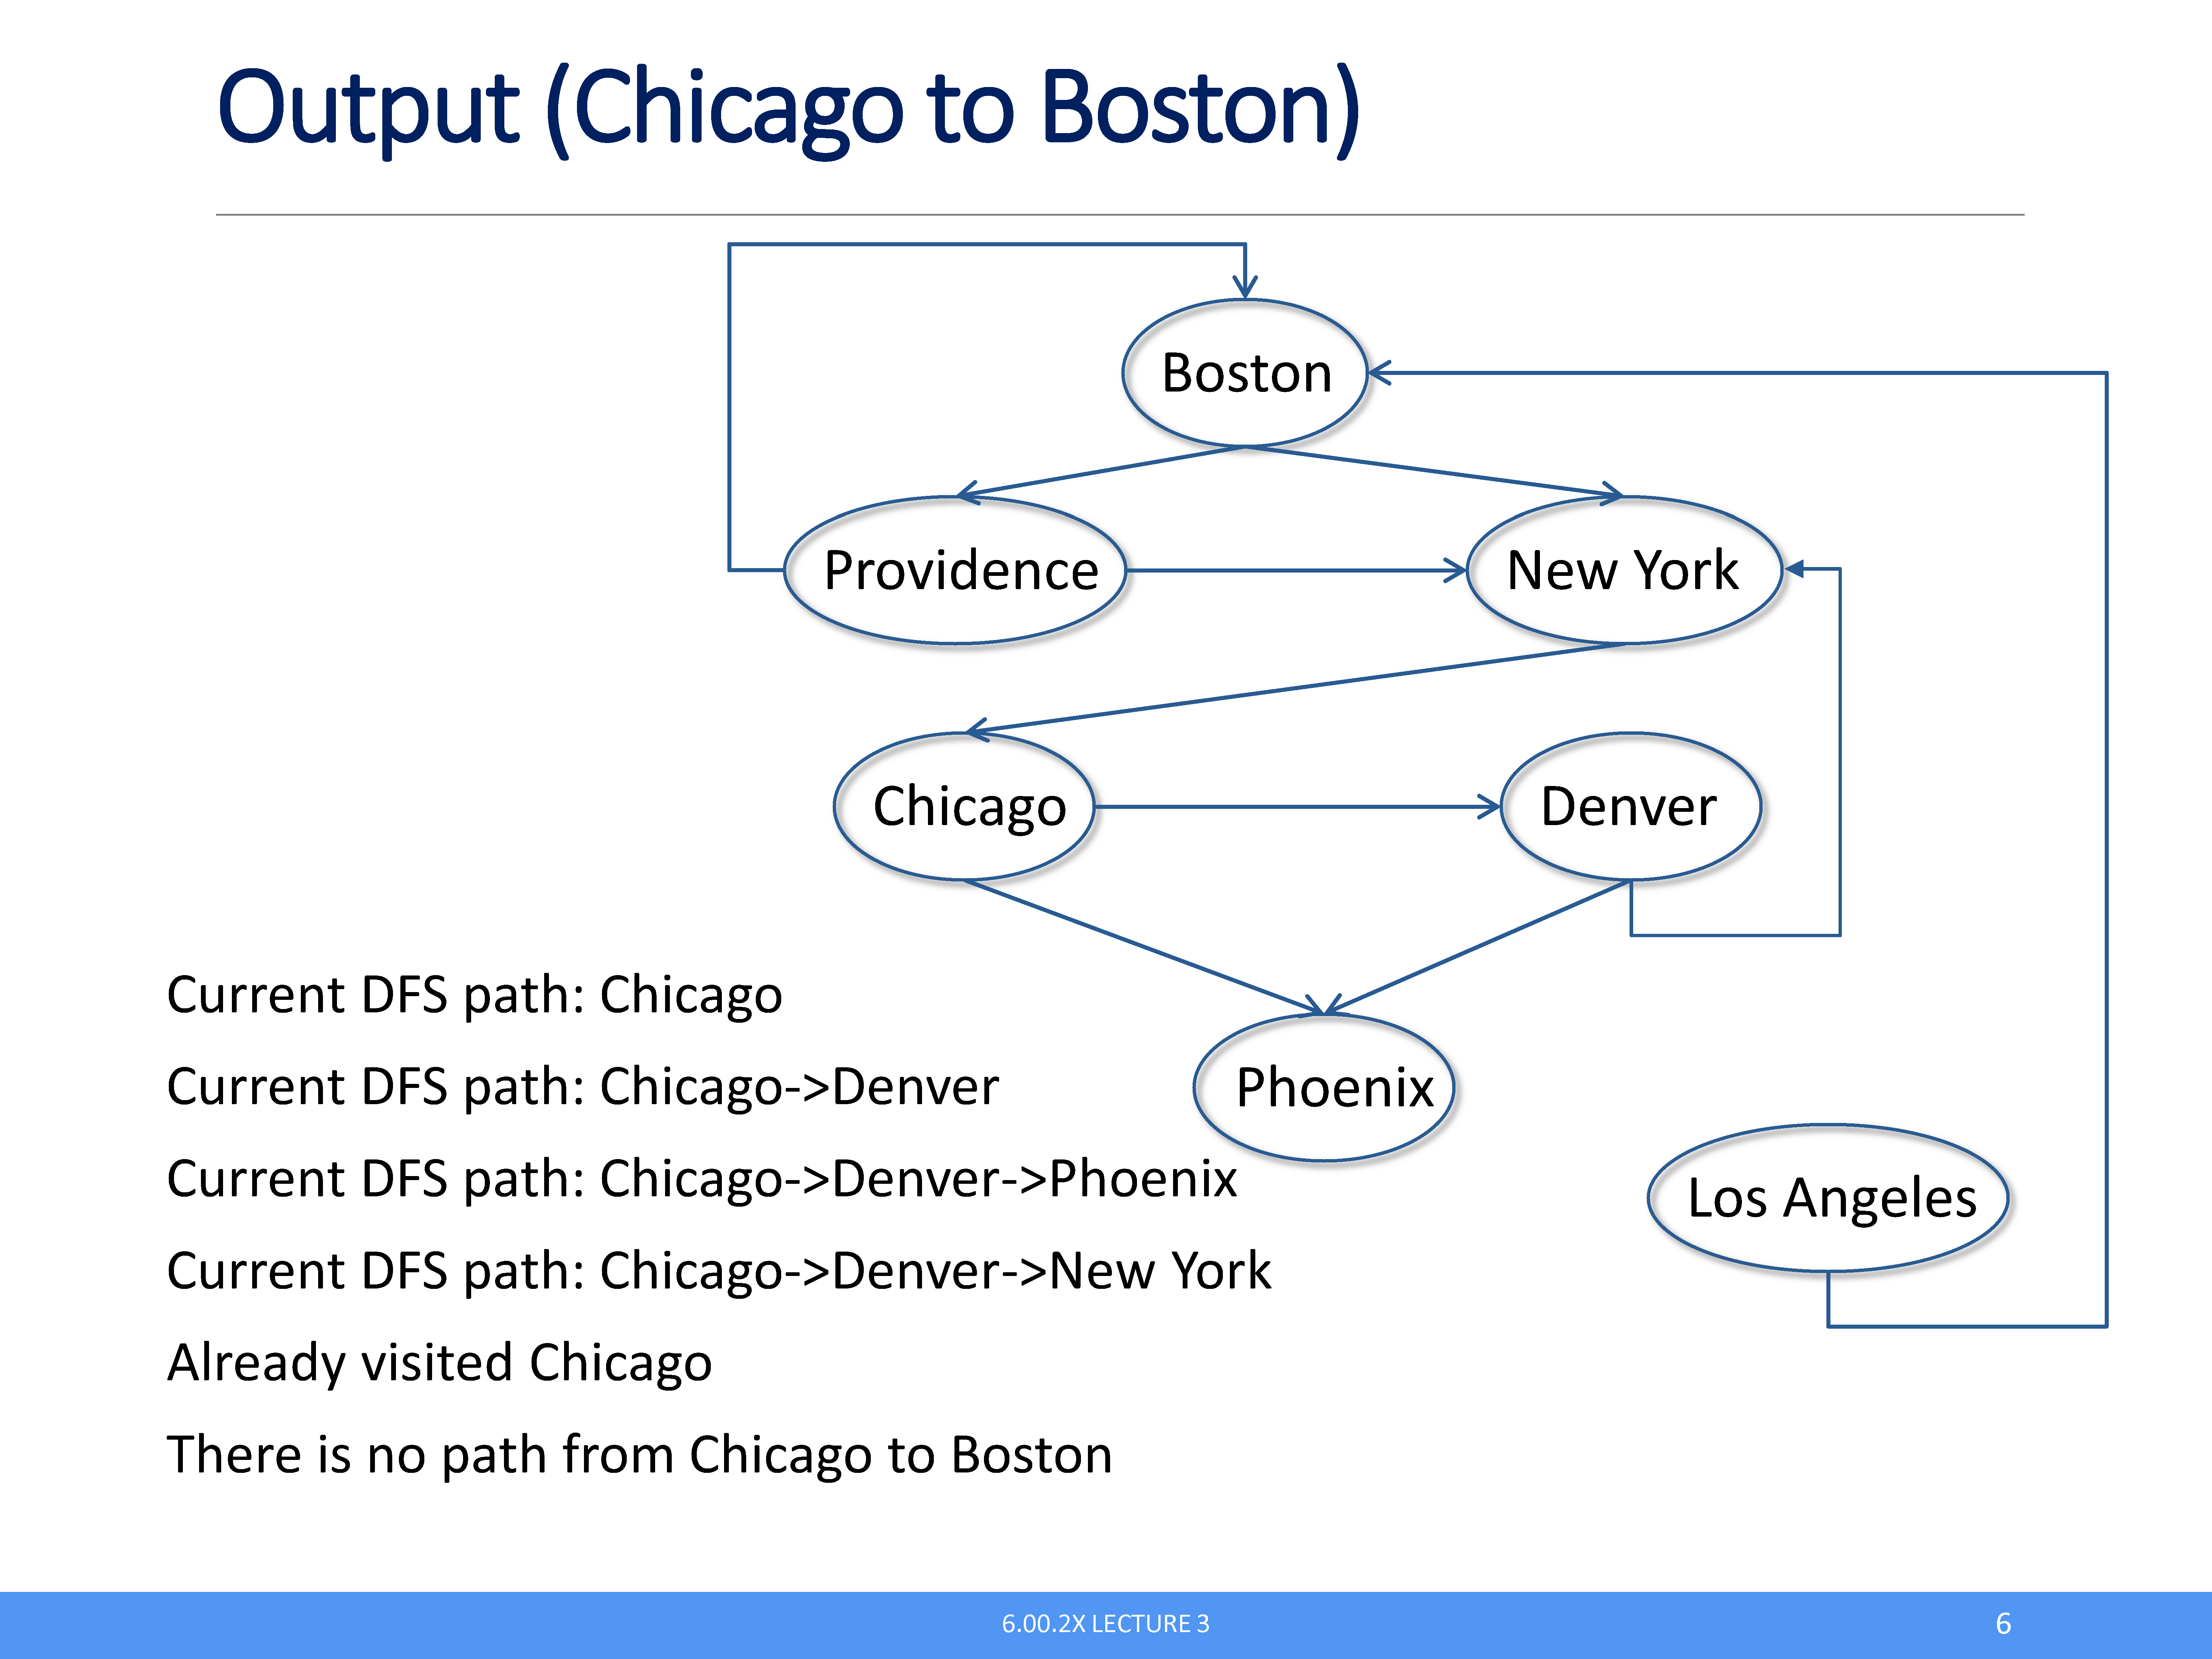 Output (Chicago to Boston)
Boston
Providence
New York
Chicago
Denver
Phoenix
Los Angeles
Current DFS path: Chicago
Current DFS path: Chicago->Denver
Current DFS path: Chicago->Denver->Phoenix
Current DFS path: Chicago->Denver->New York
Already visited Chicago
There is no path from Chicago to Boston
6.00.2X LECTURE 3
6